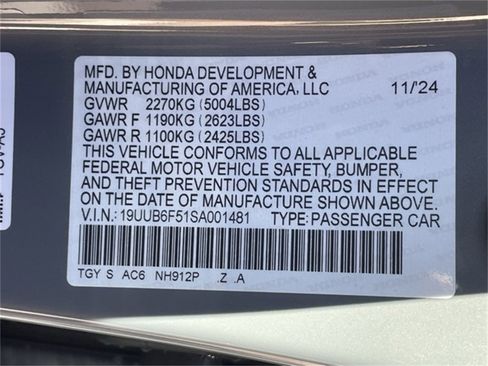 MFD. BY HONDA DEVELOPMENT &
MANUFACTURING OF AMERICA, LLC 11/'24
GVWR 2270KG (5004LBS)
GAWR F 1190KG (2623LBS)
GAWR R 1100KG (2425LBS)
THIS VEHICLE CONFORMS TO ALL APPLICABLE
FEDERAL MOTOR VEHICLE SAFETY, BUMPER,
AND THEFT PREVENTION STANDARDS IN EFFECT
ON THE DATE OF MANUFACTURE SHOWN ABOVE.
V.I.N.: 19UUB6F51SA001481 TYPE: PASSENGER CAR
TGY S AC6 NH912P .Z .A